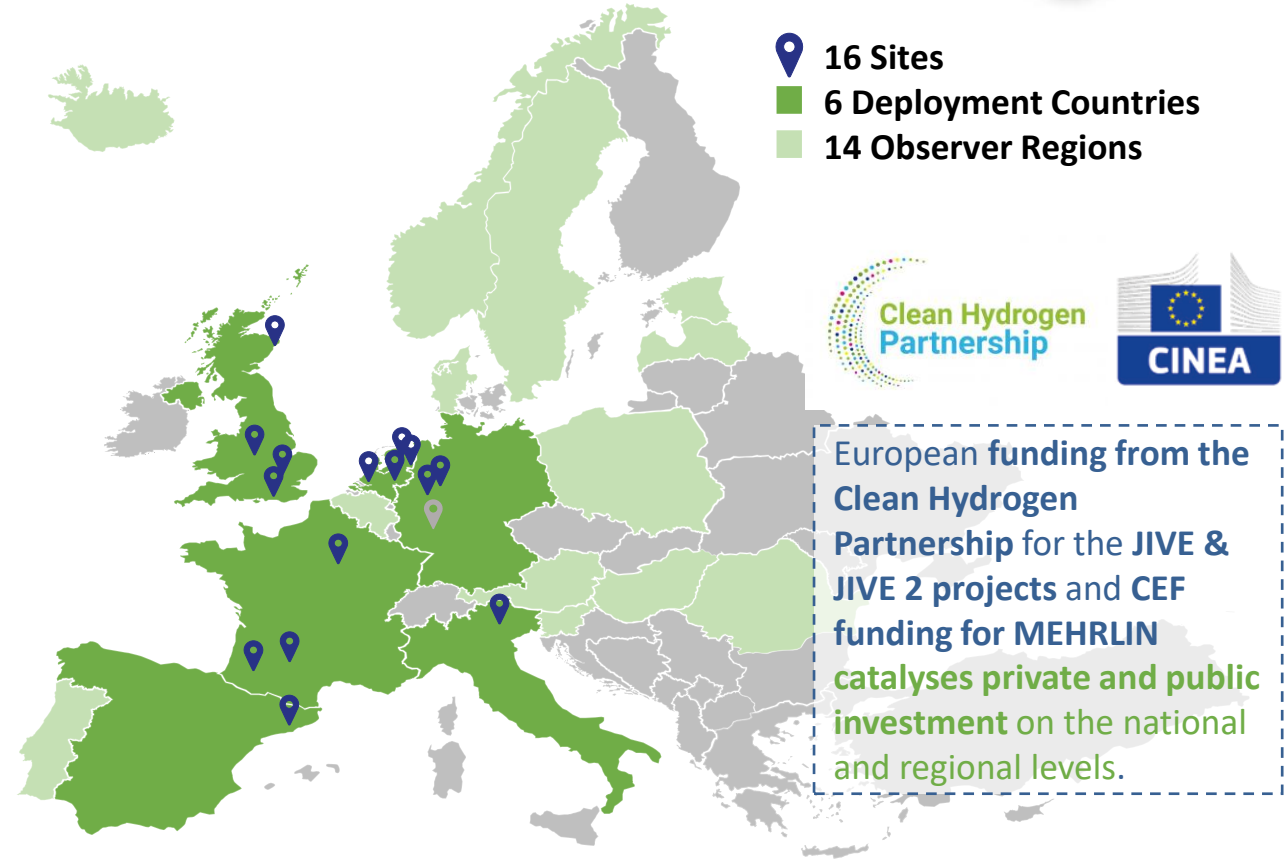 16 Sites
6 Deployment Countries
14 Observer Regions
Clean Hydrogen
Partnership
CINEA
European funding from the
Clean Hydrogen
Partnership for the JIVE &
JIVE 2 projects and CEF
funding for MEHRLIN
catalyses private and public
investment on the national
and regional levels.